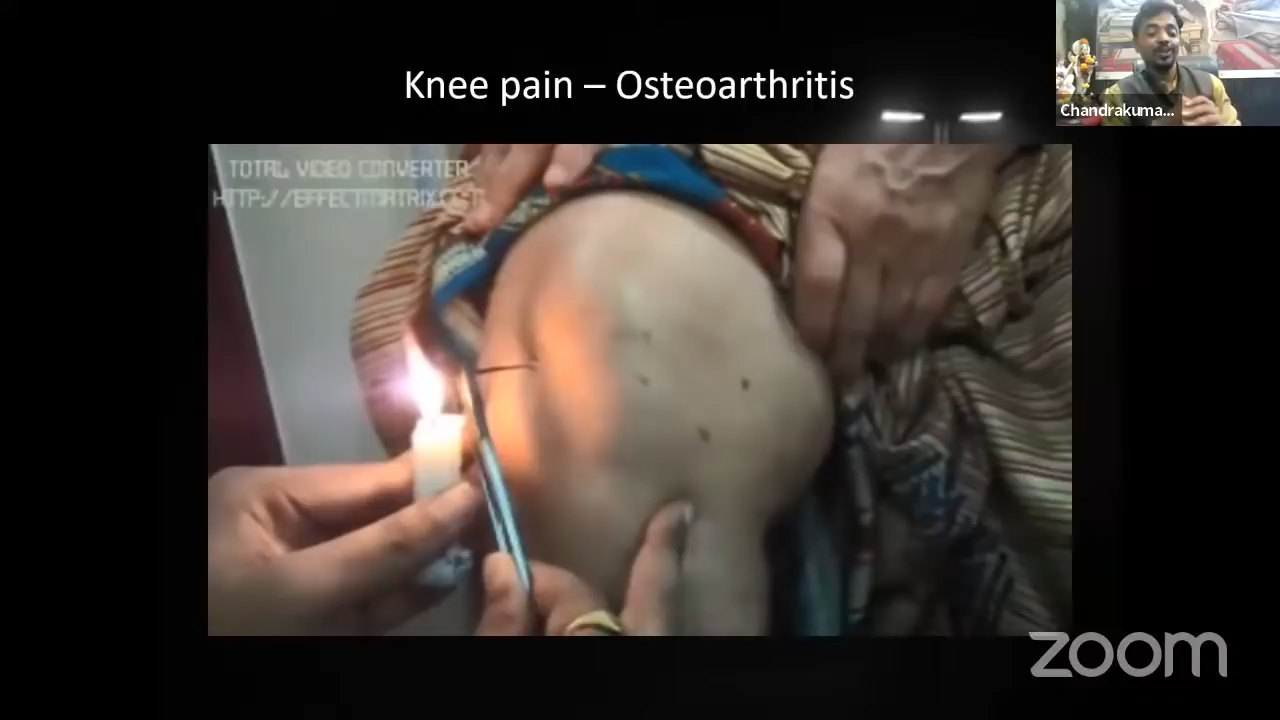 Knee pain – Osteoarthritis
Chandrakuma...
TOTAL VIDEO CONVERTER
zoom